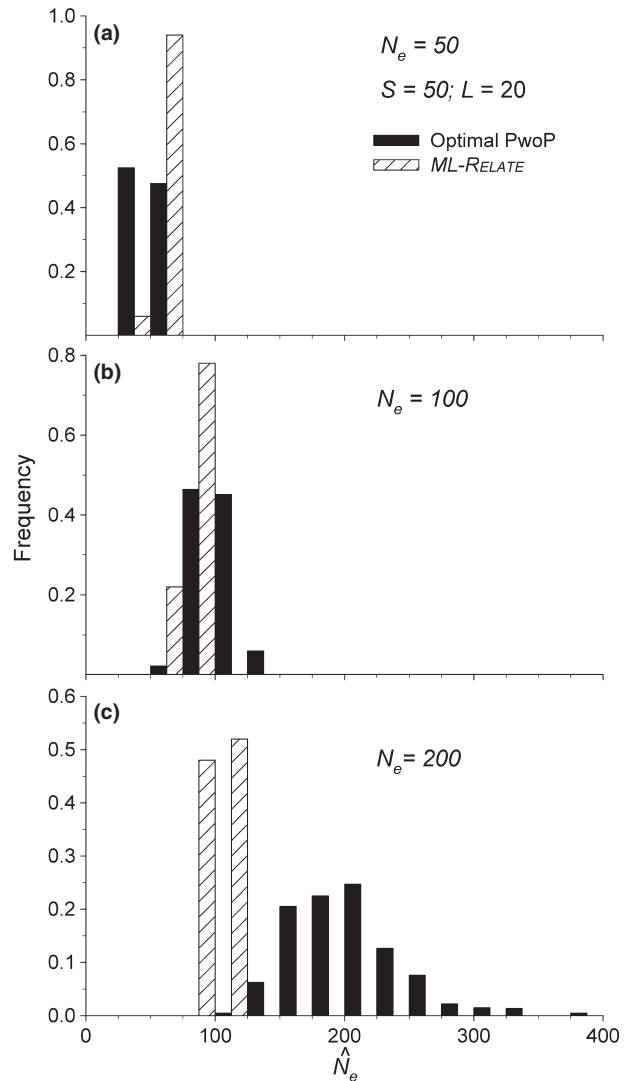 (a)
N_e = 50
S = 50; L = 20
Optimal PwoP
ML-RELATE
1.0
0.8
0.6
0.4
0.2
(b)
N_e = 100
0.8
0.6
0.4
0.2
Frequency
(c)
N_e = 200
0.6
0.5
0.4
0.3
0.2
0.1
0.0
0 100 200 300 400
N̂_e